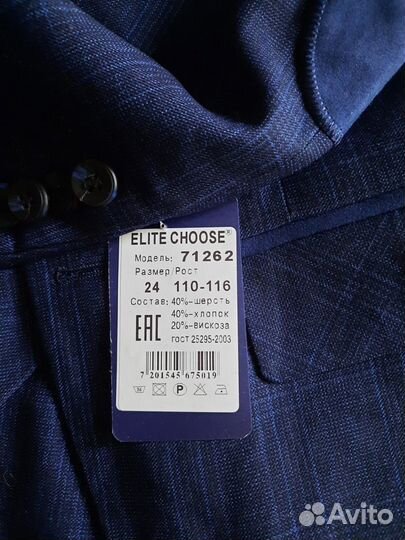 ELITE CHOOSE®
Модель: 71262
Размер/Рост
24 110-116
Состав: 40%-шерсть
40%-хлопок
20%-вискоза
ГОСТ 25295-2003
EAC
7 201545 675019
P
Avito